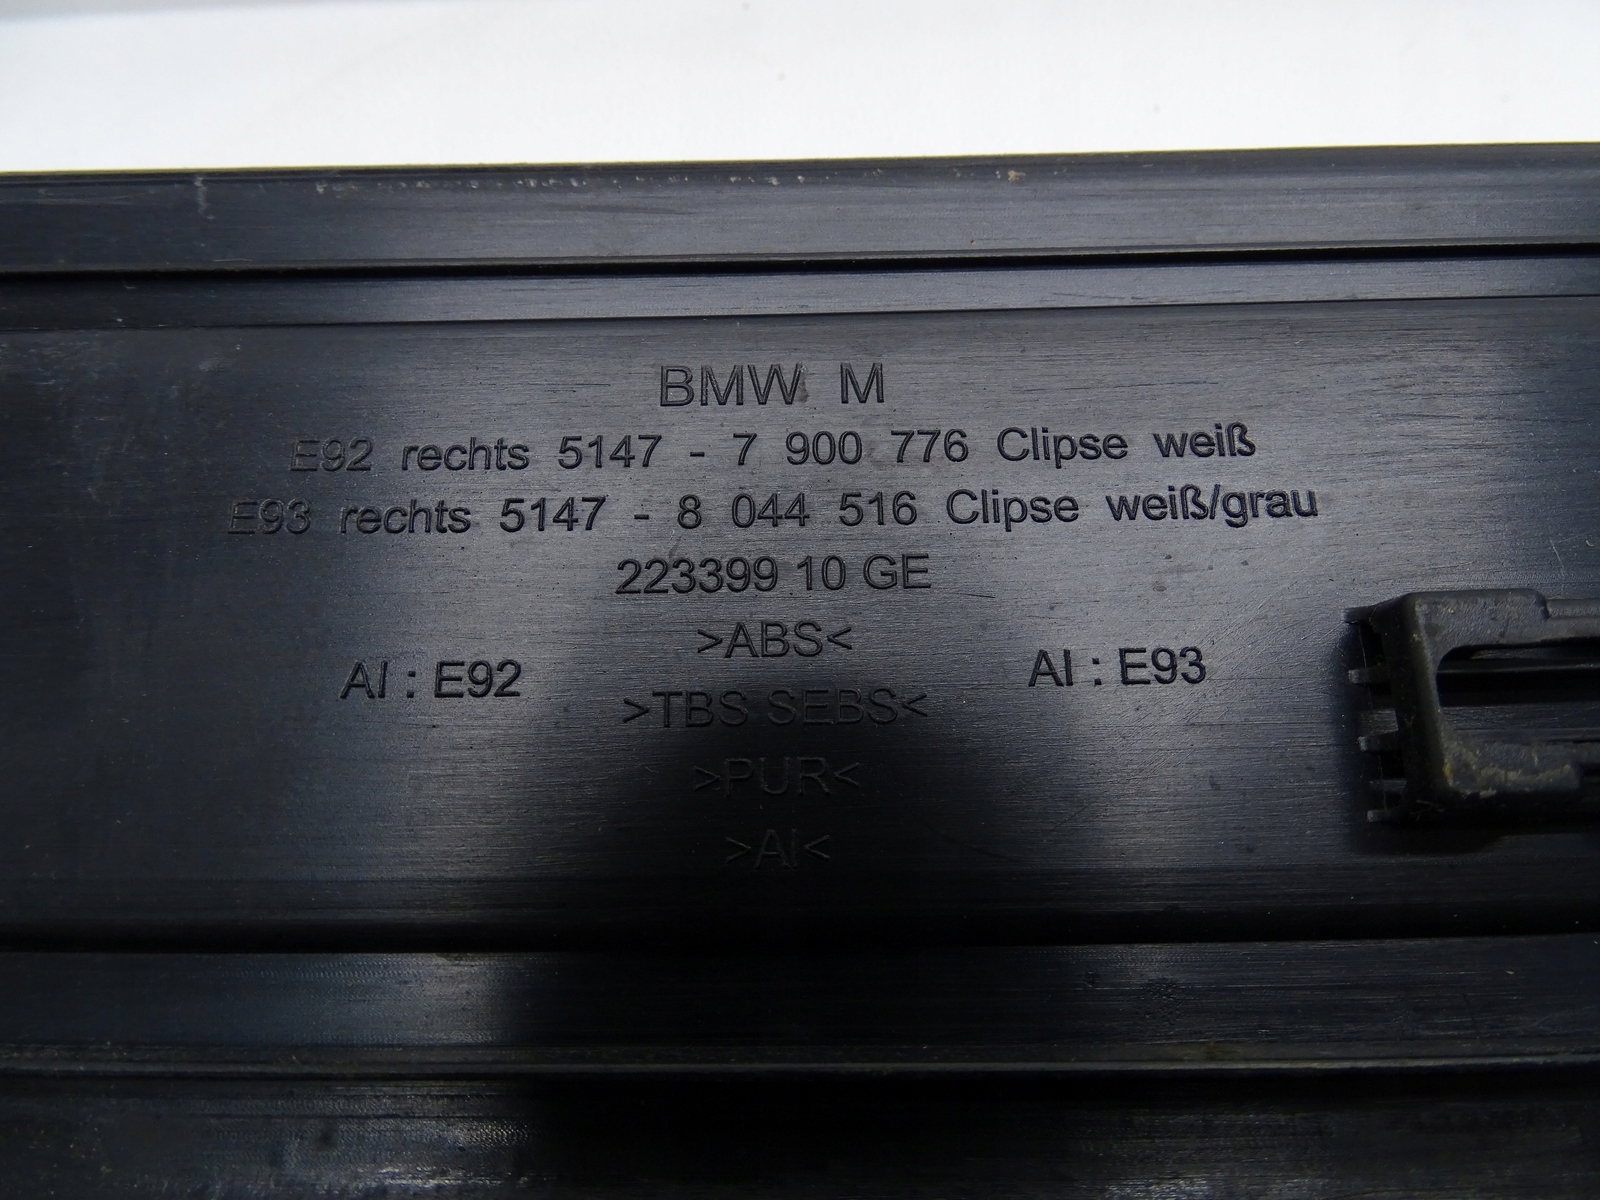 BMW M
E92 rechts 5147 - 7 900 776 Clipse weiß
E93 rechts 5147 - 8 044 516 Clipse weiß/grau
223399 10 GE
>ABS<
AI : E92
AI : E93
>TBS SEBS<
>PUR<
>AI<